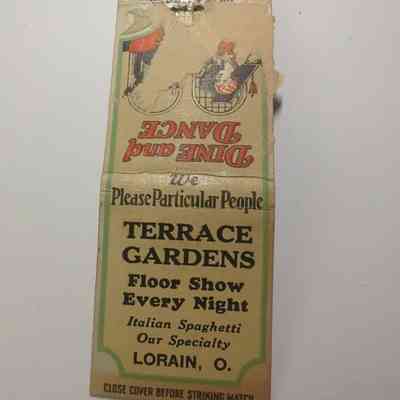 DINE and
DANCE
We
Please Particular People
TERRACE
GARDENS
Floor Show
Every Night
Italian Spaghetti
Our Specialty
LORAIN, O.
CLOSE COVER BEFORE STRIKING MATCH